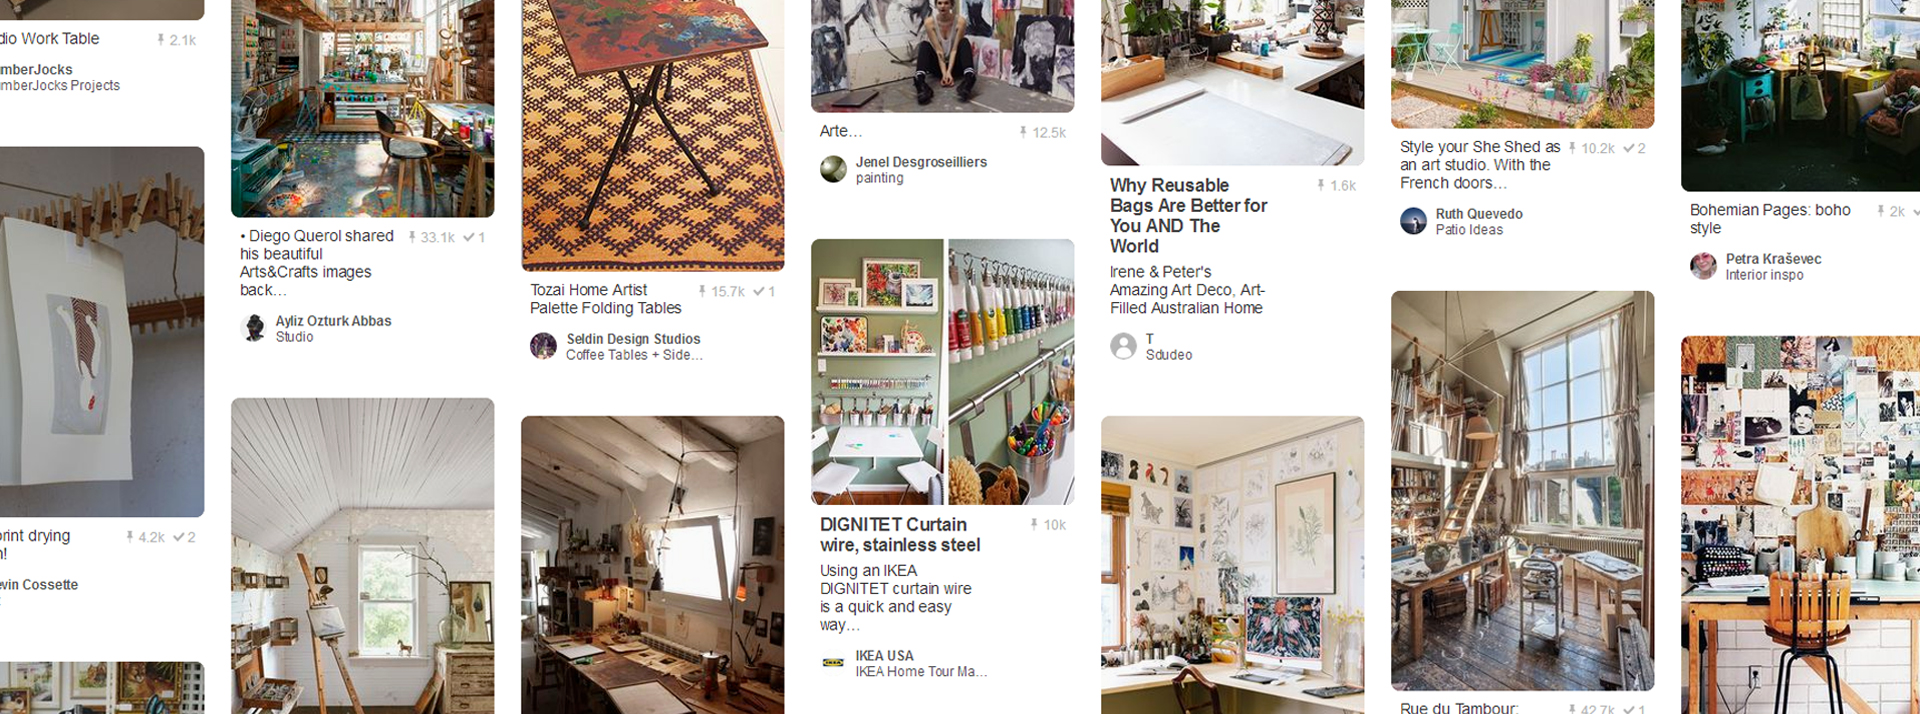 dio Work Table
2.1k
mberJocks
mberJocks Projects
print drying
n!
4.2k
2
evin Cossette
• Diego Querol shared
his beautiful
Arts&Crafts images
back…
33.1k
1
Ayliz Ozturk Abbas
Studio
Tozai Home Artist
Palette Folding Tables
15.7k
1
Seldin Design Studios
Coffee Tables + Side…
Arte…
12.5k
Jenel Desgroseilliers
painting
DIGNITET Curtain
wire, stainless steel
10k
Using an IKEA
DIGNITET curtain wire
is a quick and easy
way…
IKEA
IKEA USA
IKEA Home Tour Ma…
Why Reusable
Bags Are Better for
You AND The
World
1.6k
Irene & Peter's
Amazing Art Deco, Art-
Filled Australian Home
T
Sdudeo
Style your She Shed as
an art studio. With the
French doors…
10.2k
2
Ruth Quevedo
Patio Ideas
Rue du Tambour:
42.7k
1
Bohemian Pages: boho
style
2k
Petra Kraševec
Interior inspo